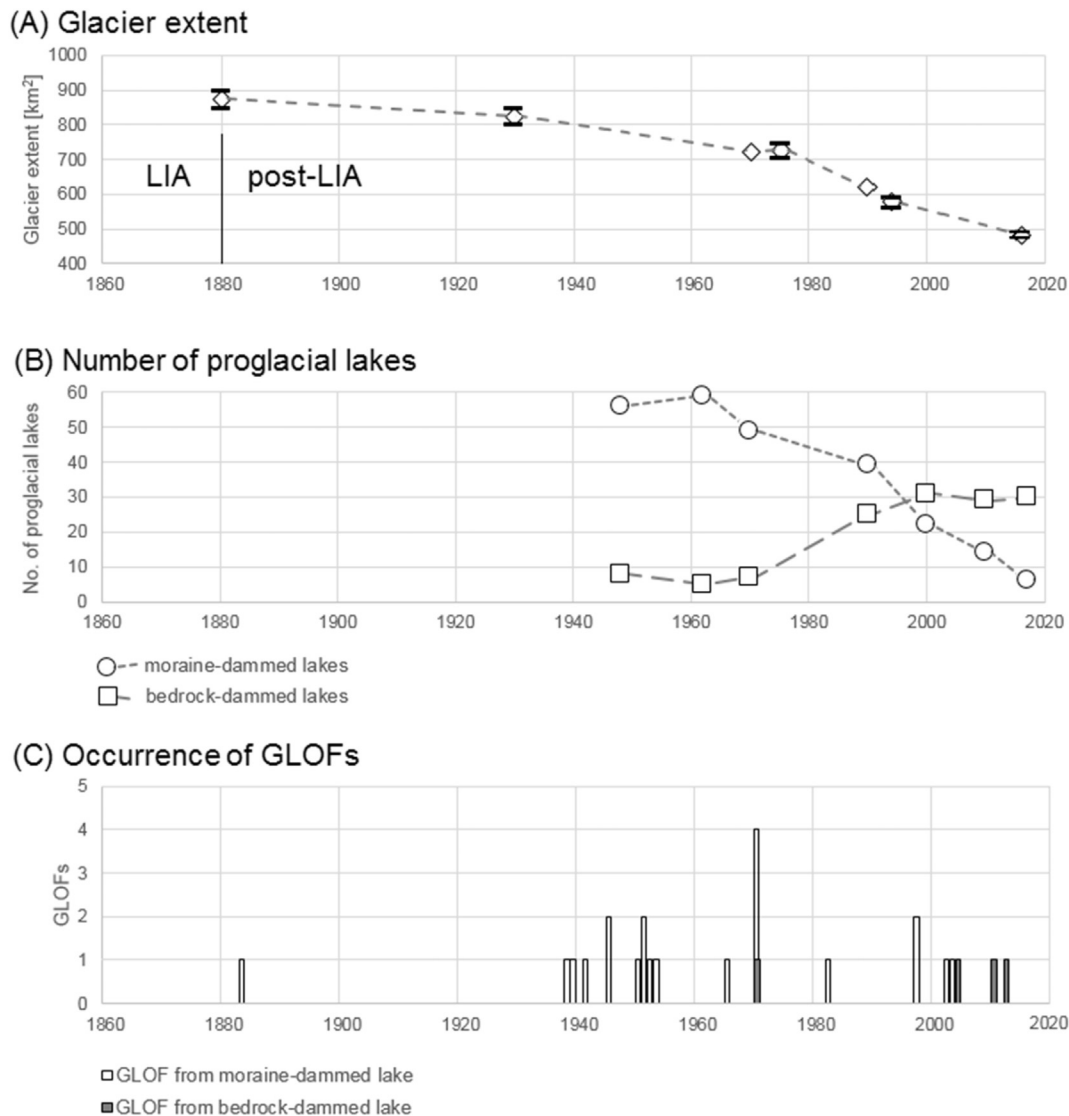 (A) Glacier extent
Glacier extent [km²]
1000
900
800
700
600
500
400
LIA
post-LIA
1860 1880 1900 1920 1940 1960 1980 2000 2020
(B) Number of proglacial lakes
No. of proglacial lakes
60
50
40
30
20
10
0
1860 1880 1900 1920 1940 1960 1980 2000 2020
moraine-dammed lakes
bedrock-dammed lakes
(C) Occurrence of GLOFs
GLOFs
5
4
3
2
1
0
1860 1880 1900 1920 1940 1960 1980 2000 2020
GLOF from moraine-dammed lake
GLOF from bedrock-dammed lake